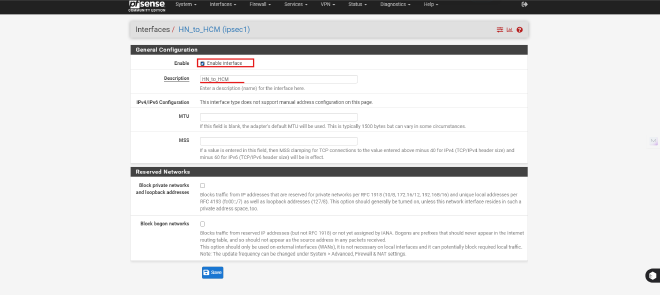 pfsense
COMMUNITY EDITION
System Interfaces Firewall Services VPN Status Diagnostics Help
Interfaces / HN_to_HCM (ipsec1)
General Configuration
Enable
Enable interface
Description
HN_to_HCM
Enter a description (name) for the interface here.
IPv4/IPv6 Configuration
This interface type does not support manual address configuration on this page.
MTU
If this field is blank, the adapter's default MTU will be used. This is typically 1500 bytes but can vary in some circumstances.
MSS
If a value is entered in this field, then MSS clamping for TCP connections to the value entered above minus 40 for IPv4 (TCP/IPv4 header size) and
minus 60 for IPv6 (TCP/IPv6 header size) will be in effect.
Reserved Networks
Block private networks
and loopback addresses
Blocks traffic from IP addresses that are reserved for private networks per RFC 1918 (10/8, 172.16/12, 192.168/16) and unique local addresses per
RFC 4193 (fc00::/7) as well as loopback addresses (127/8). This option should generally be turned on, unless this network interface resides in such a
private address space, too.
Block bogon networks
Blocks traffic from reserved IP addresses (but not RFC 1918) or not yet assigned by IANA. Bogons are prefixes that should never appear in the Internet
routing table, and so should not appear as the source address in any packets received.
This option should only be used on external interfaces (WANs), it is not necessary on local interfaces and it can potentially block required local traffic.
Note: The update frequency can be changed under System > Advanced, Firewall & NAT settings.
Save